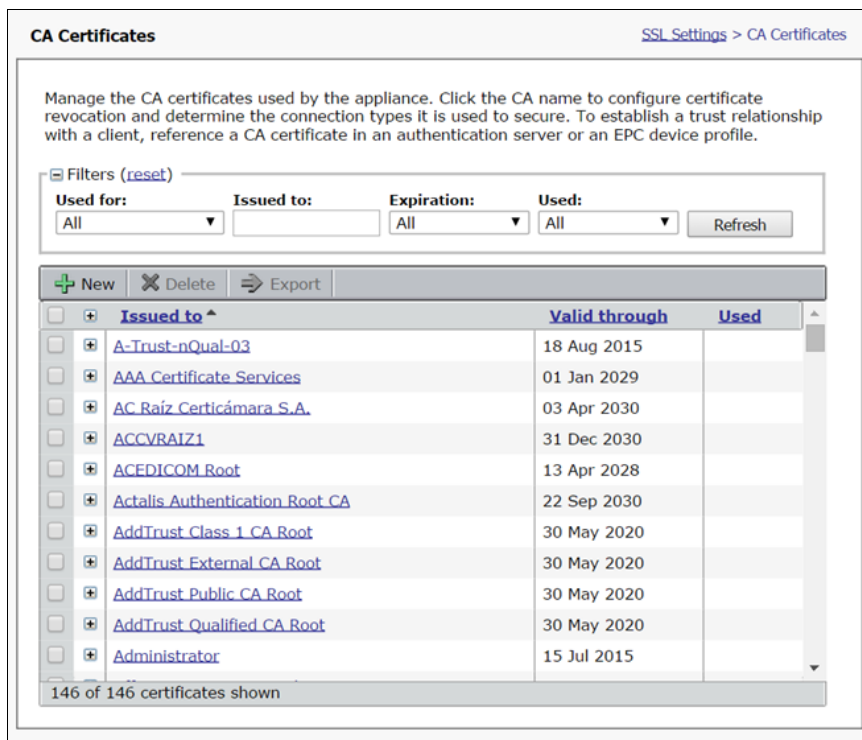 CA Certificates
SSL Settings > CA Certificates
Manage the CA certificates used by the appliance. Click the CA name to configure certificate
revocation and determine the connection types it is used to secure. To establish a trust relationship
with a client, reference a CA certificate in an authentication server or an EPC device profile.
Filters (reset)
Used for: Issued to: Expiration: Used:
All All All Refresh
New Delete Export
Issued to Valid through Used
A-Trust-nQual-03 18 Aug 2015
AAA Certificate Services 01 Jan 2029
AC Raíz Certicámara S.A. 03 Apr 2030
ACCVRAIZ1 31 Dec 2030
ACEDICOM Root 13 Apr 2028
Actalis Authentication Root CA 22 Sep 2030
AddTrust Class 1 CA Root 30 May 2020
AddTrust External CA Root 30 May 2020
AddTrust Public CA Root 30 May 2020
AddTrust Qualified CA Root 30 May 2020
Administrator 15 Jul 2015
146 of 146 certificates shown